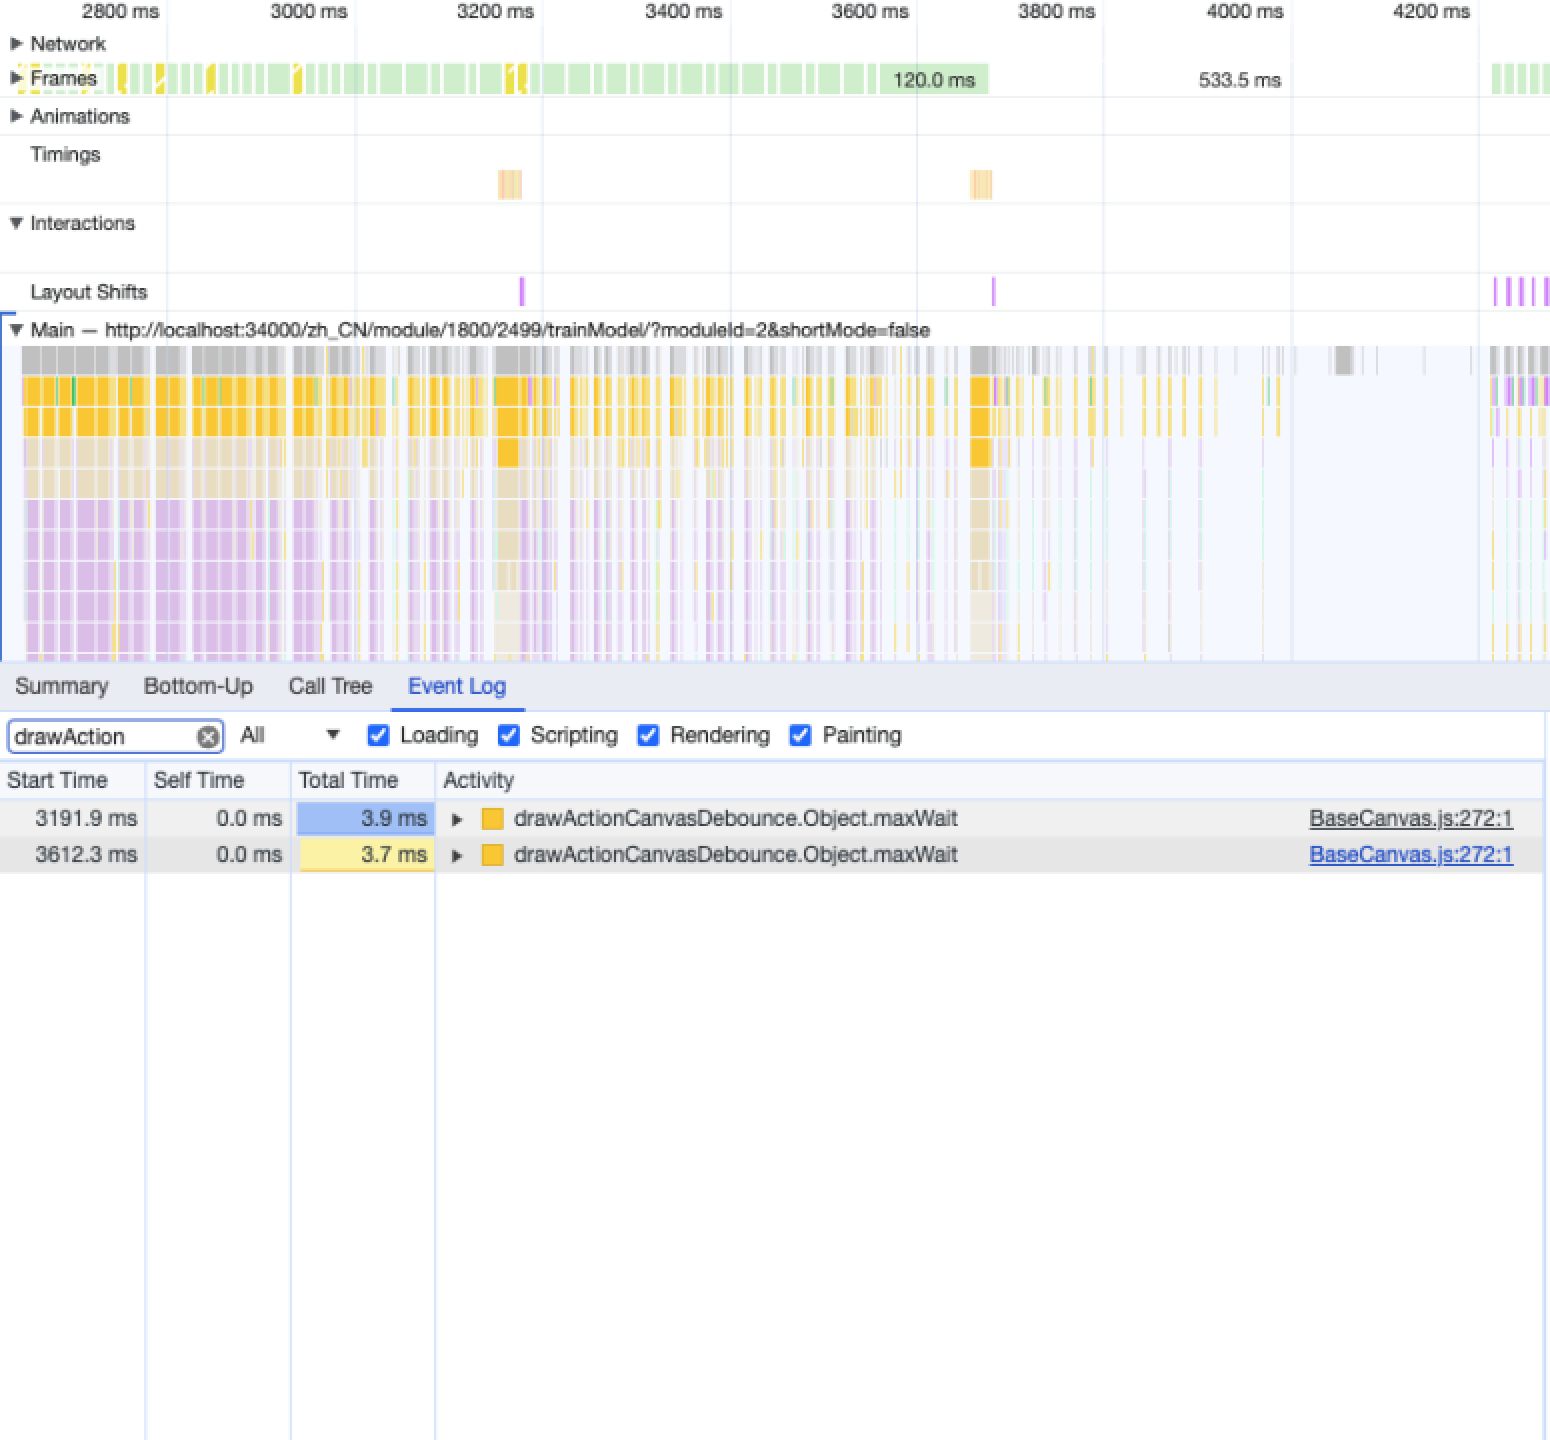 2800 ms 3000 ms 3200 ms 3400 ms 3600 ms 3800 ms 4000 ms 4200 ms
Network
Frames 120.0 ms 533.5 ms
Animations
Timings
Interactions
Layout Shifts
Main — http://localhost:34000/zh_CN/module/1800/2499/trainModel/?moduleId=2&shortMode=false
Summary Bottom-Up Call Tree Event Log
drawAction All Loading Scripting Rendering Painting
Start Time Self Time Total Time Activity
3191.9 ms 0.0 ms 3.9 ms drawActionCanvasDebounce.Object.maxWait BaseCanvas.js:272:1
3612.3 ms 0.0 ms 3.7 ms drawActionCanvasDebounce.Object.maxWait BaseCanvas.js:272:1